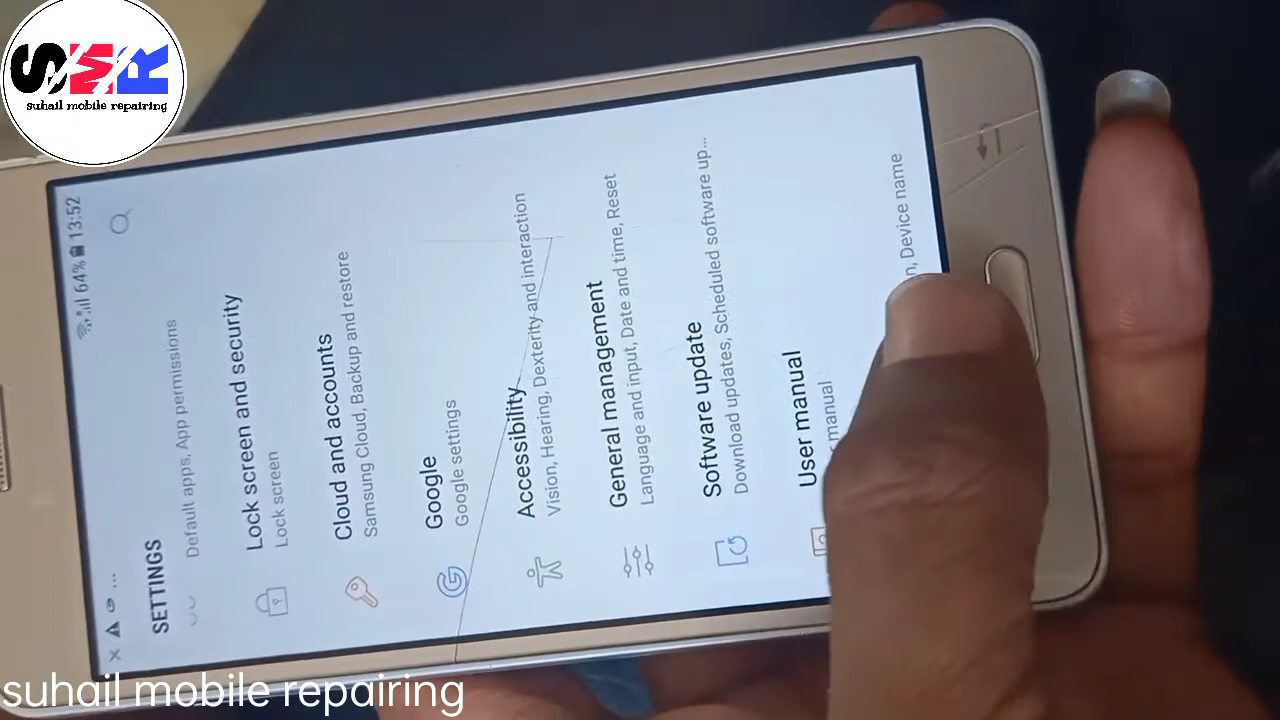 SMR
suhail mobile repairing
64% 13:52
SETTINGS
Default apps, App permissions
Lock screen and security
Lock screen
Cloud and accounts
Samsung Cloud, Backup and restore
Google
Google settings
Accessibility
Vision, Hearing, Dexterity and interaction
General management
Language and input, Date and time, Reset
Software update
Download updates, Scheduled software up...
User manual
manual
Device name
suhail mobile repairing